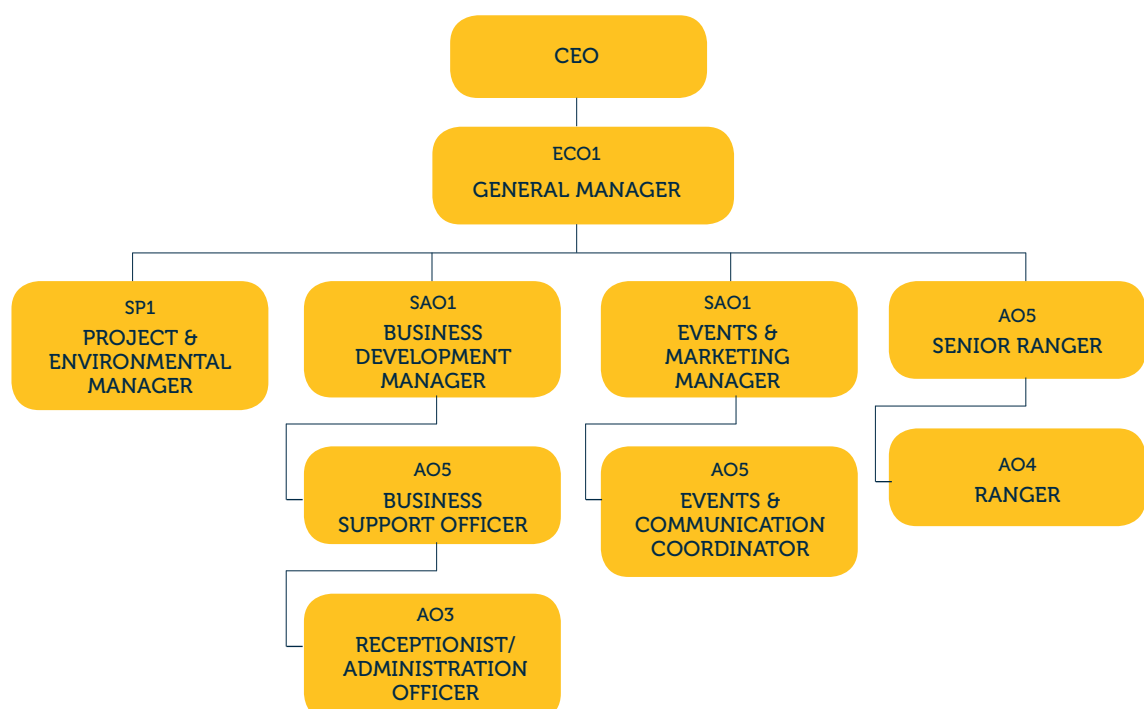 CEO
ECO1
GENERAL MANAGER
SP1
PROJECT &
ENVIRONMENTAL
MANAGER
SAO1
BUSINESS
DEVELOPMENT
MANAGER
SAO1
EVENTS &
MARKETING
MANAGER
AO5
SENIOR RANGER
AO5
BUSINESS
SUPPORT OFFICER
AO5
EVENTS &
COMMUNICATION
COORDINATOR
AO4
RANGER
AO3
RECEPTIONIST/
ADMINISTRATION
OFFICER